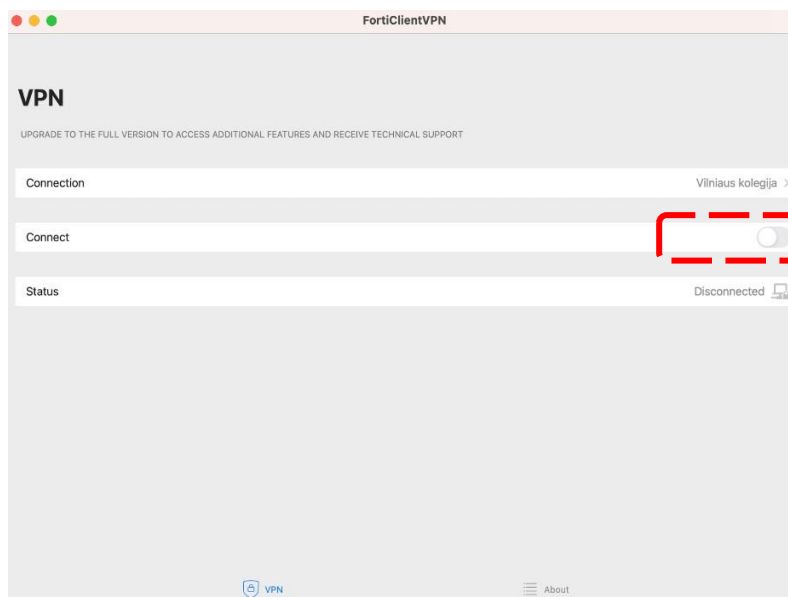 FortiClientVPN
VPN
UPGRADE TO THE FULL VERSION TO ACCESS ADDITIONAL FEATURES AND RECEIVE TECHNICAL SUPPORT
Connection Vilniaus kolegija
Connect
Status Disconnected
VPN About